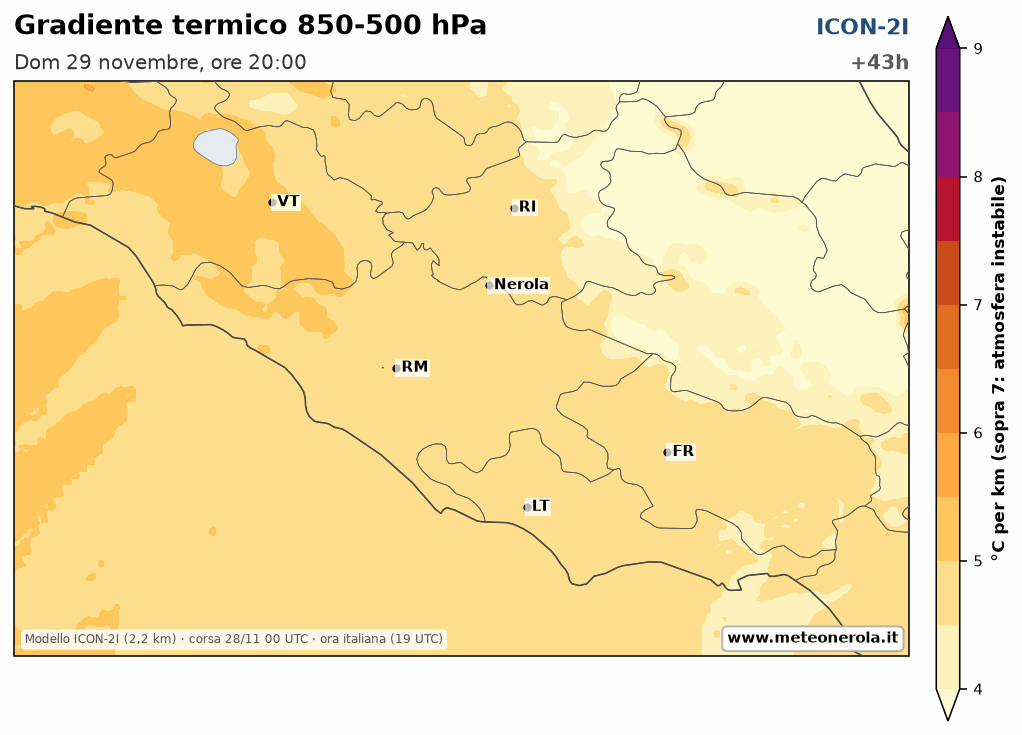 Gradiente termico 850-500 hPa
ICON-2I
Dom 29 novembre, ore 20:00
+43h
VT
RI
Nerola
RM
FR
LT
Modello ICON-2I (2,2 km) · corsa 28/11 00 UTC · ora italiana (19 UTC)
www.meteonerola.it
9
8
7
6
5
4
°C per km (sopra 7: atmosfera instabile)